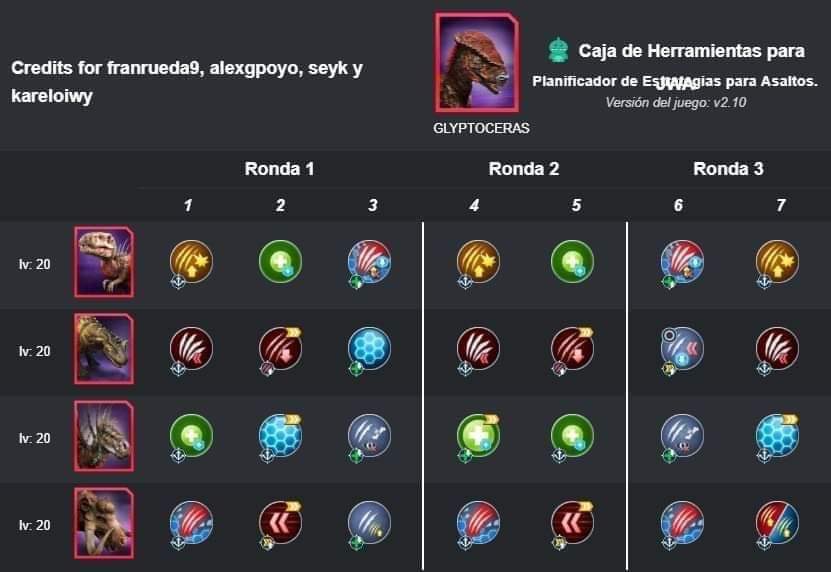 Credits for franrueda9, alexgpoyo, seyk y
kareloiwy
GLYPTOCERAS
Caja de Herramientas para
JWA
Planificador de Estrategias para Asaltos.
Versión del juego: v2.10
Ronda 1 Ronda 2 Ronda 3
1 2 3 4 5 6 7
lv: 20
lv: 20
lv: 20
lv: 20